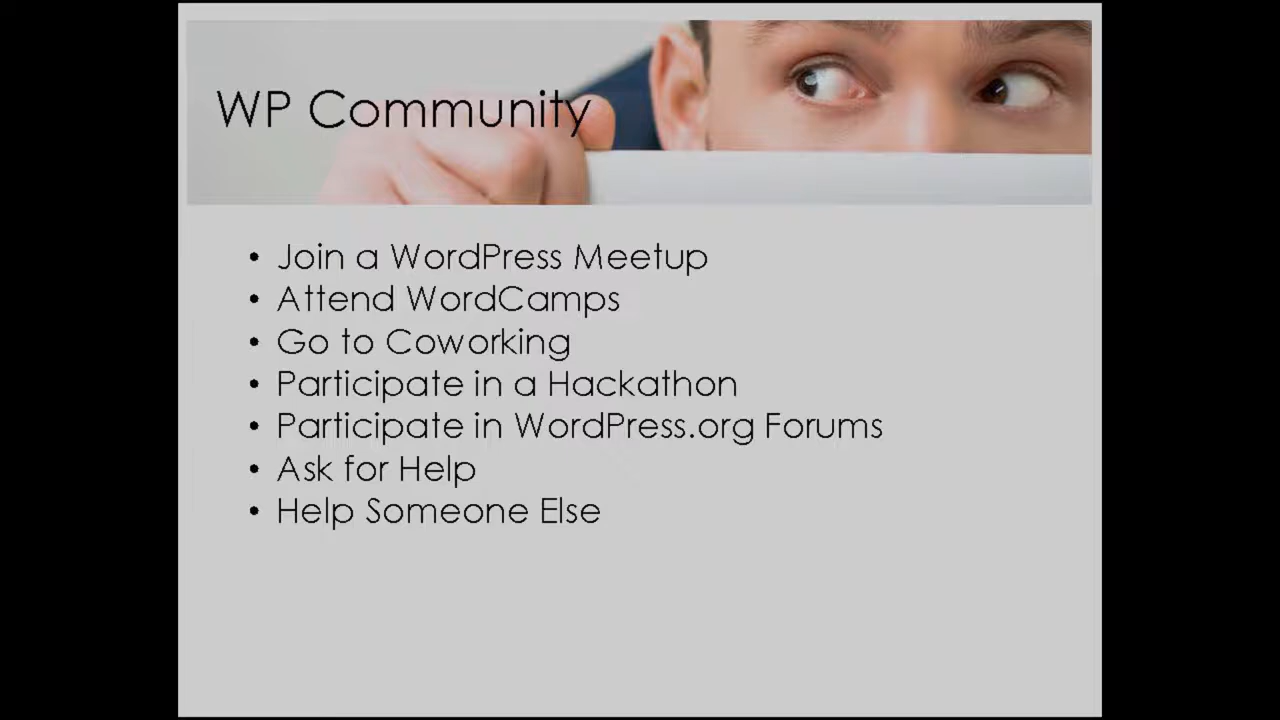 WP Community
• Join a WordPress Meetup
• Attend WordCamps
• Go to Coworking
• Participate in a Hackathon
• Participate in WordPress.org Forums
• Ask for Help
• Help Someone Else